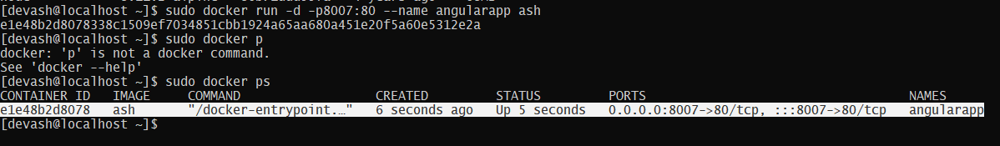 [devash@localhost ~]$ sudo docker run -d -p8007:80 --name angularapp ash
e1e48b2d8078338c1509ef7034851cbb1924a65aa680a451e20f5a60e5312e2a
[devash@localhost ~]$ sudo docker p
docker: 'p' is not a docker command.
See 'docker --help'
[devash@localhost ~]$ sudo docker ps
CONTAINER ID   IMAGE     COMMAND                  CREATED         STATUS         PORTS                                   NAMES
e1e48b2d8078   ash       "/docker-entrypoint.…"   6 seconds ago   Up 5 seconds   0.0.0.0:8007->80/tcp, :::8007->80/tcp   angularapp
[devash@localhost ~]$